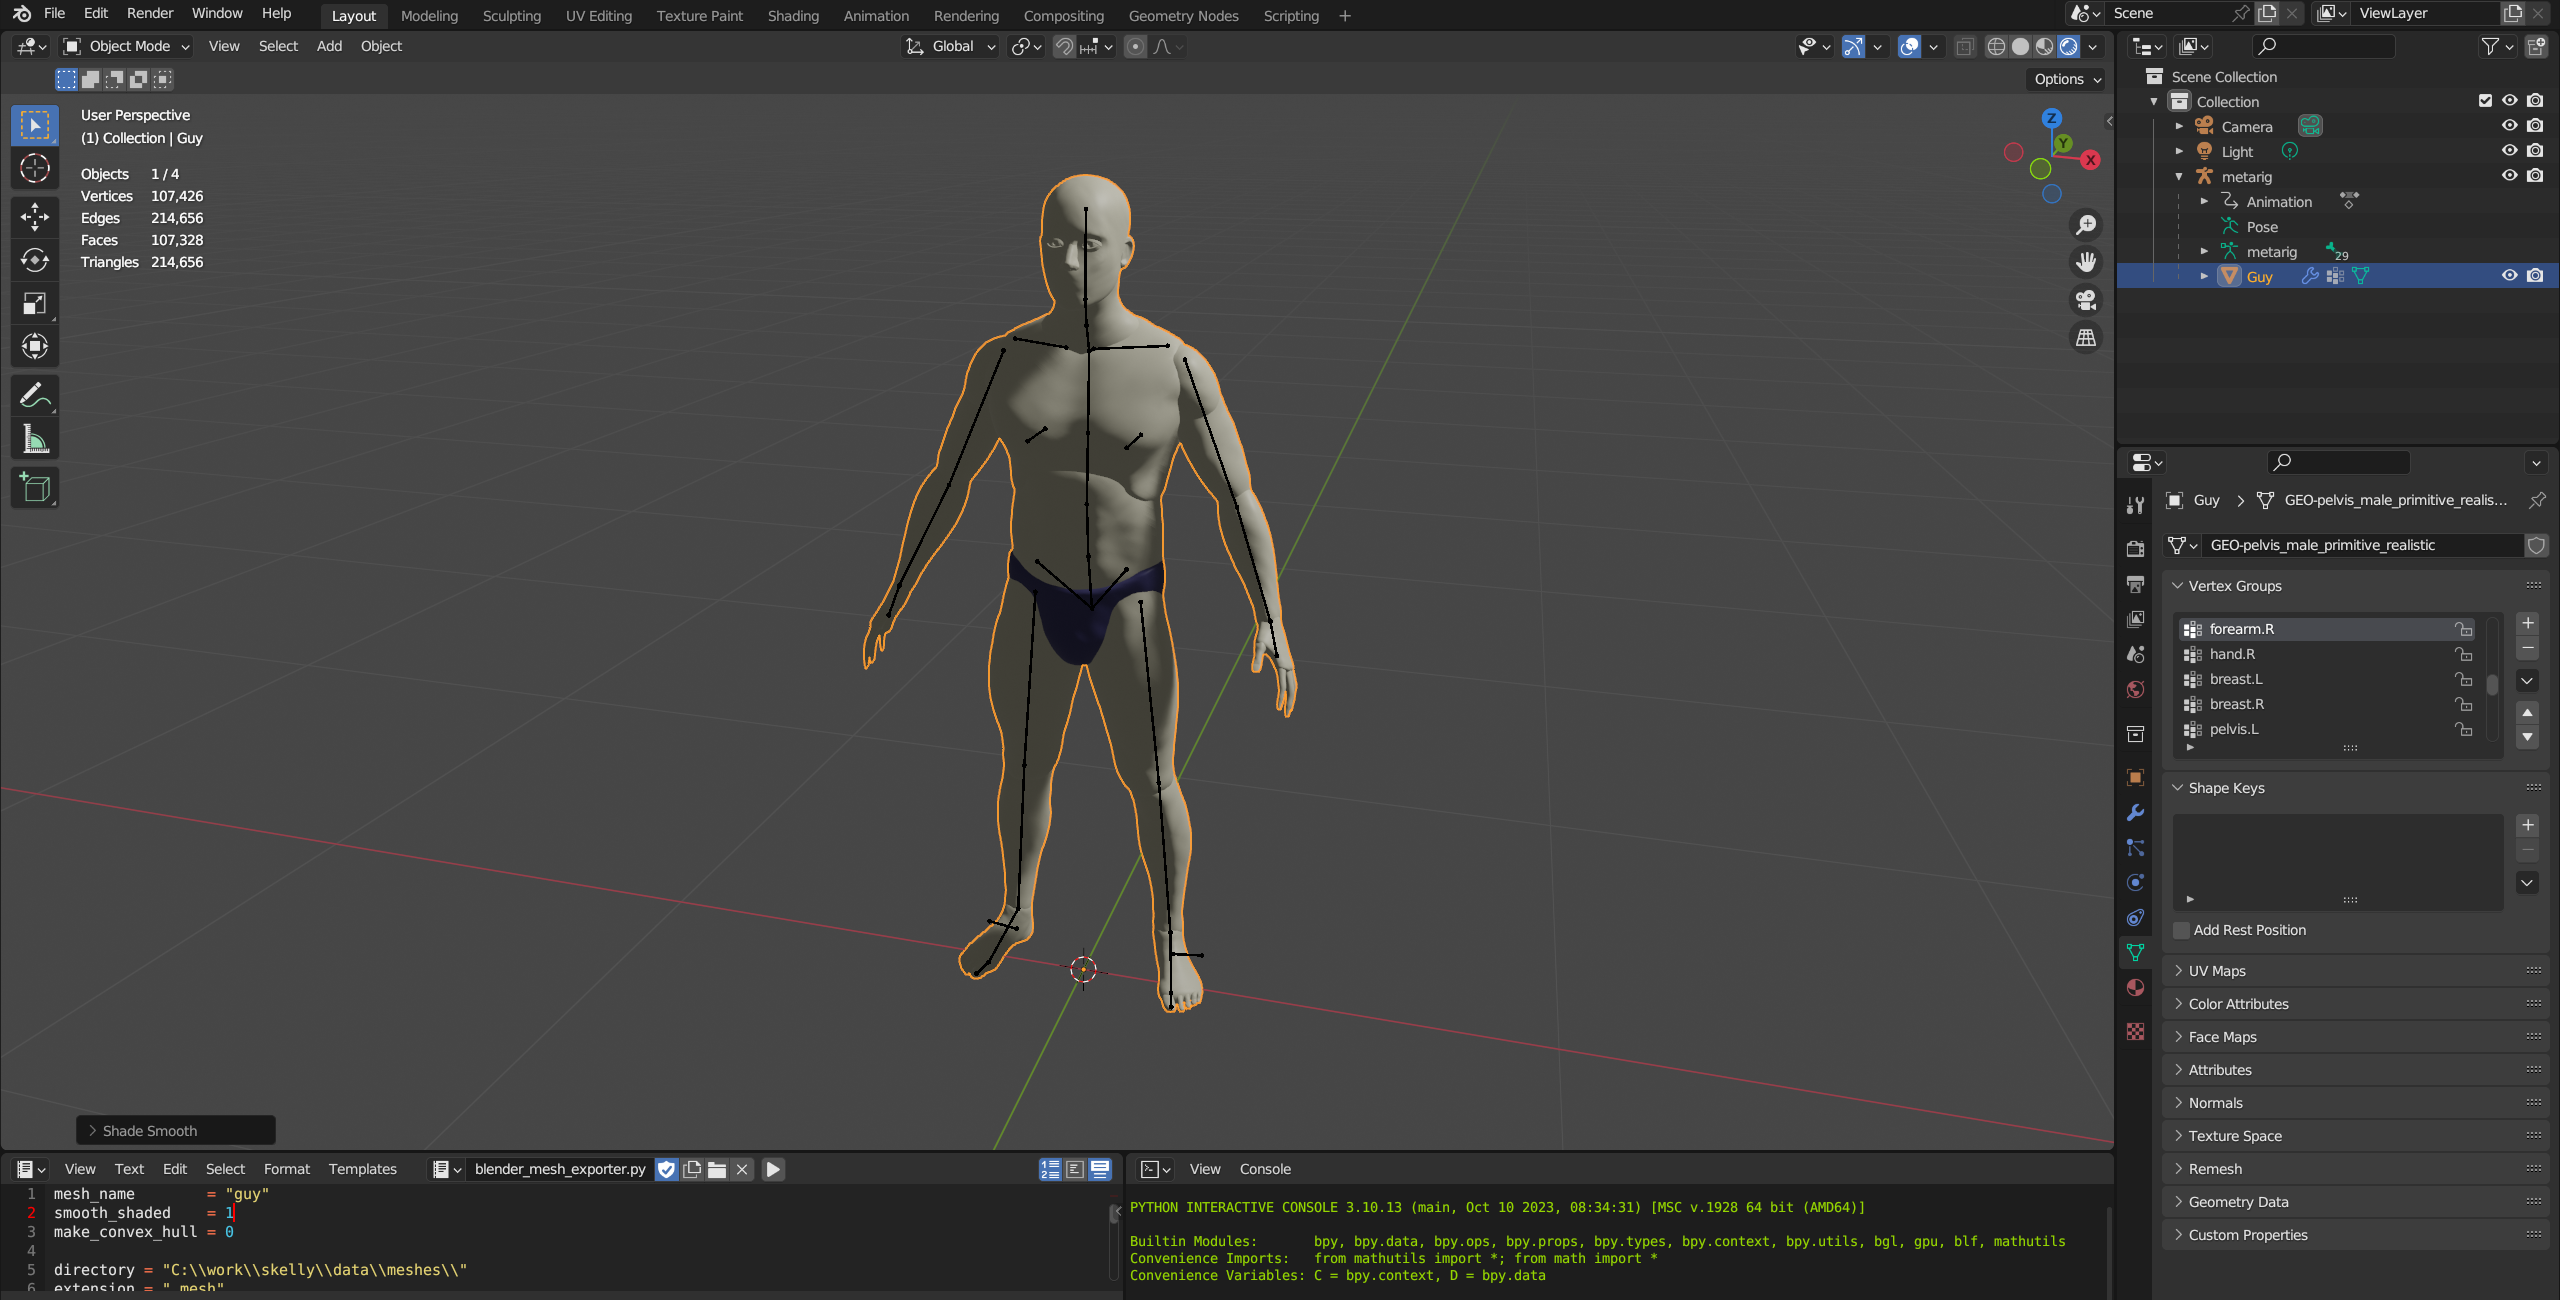 File Edit Render Window Help Layout Modeling Sculpting UV Editing Texture Paint Shading Animation Rendering Compositing Geometry Nodes Scripting + Scene ViewLayer
Object Mode View Select Add Object Global
Options
User Perspective
(1) Collection | Guy
Objects 1 / 4
Vertices 107,426
Edges 214,656
Faces 107,328
Triangles 214,656
Z
Y
X
Shade Smooth
Scene Collection
Collection
Camera
Light
metarig
Animation
Pose
metarig 29
Guy
Guy > GEO-pelvis_male_primitive_realis...
GEO-pelvis_male_primitive_realistic
Vertex Groups
forearm.R
hand.R
breast.L
breast.R
pelvis.L
Shape Keys
Add Rest Position
UV Maps
Color Attributes
Face Maps
Attributes
Normals
Texture Space
Remesh
Geometry Data
Custom Properties
View Text Edit Select Format Templates blender_mesh_exporter.py
1 mesh_name = "guy"
2 smooth_shaded = 1
3 make_convex_hull = 0
4
5 directory = "C:\\work\\skelly\\data\\meshes\\"
6 extension = ".mesh"
View Console
PYTHON INTERACTIVE CONSOLE 3.10.13 (main, Oct 10 2023, 08:34:31) [MSC v.1928 64 bit (AMD64)]
Builtin Modules: bpy, bpy.data, bpy.ops, bpy.props, bpy.types, bpy.context, bpy.utils, bgl, gpu, blf, mathutils
Convenience Imports: from mathutils import *; from math import *
Convenience Variables: C = bpy.context, D = bpy.data